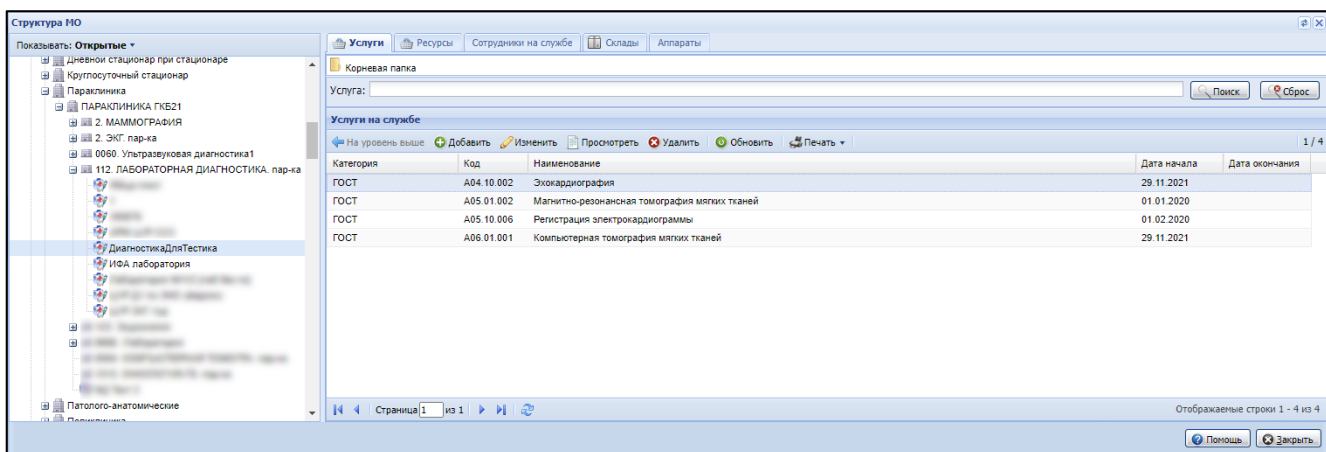 Структура МО
Показывать: Открытые
Дневной стационар при стационаре
Круглосуточный стационар
Параклиника
ПАРАКЛИНИКА ГКБ21
2. МАММОГРАФИЯ
2. ЭКГ. пар-ка
0060. Ультразвуковая диагностика1
112. ЛАБОРАТОРНАЯ ДИАГНОСТИКА. пар-ка
ДиагностикаДляТестика
ИФА лаборатория
Патолого-анатомические
Поликлиника
Услуги Ресурсы Сотрудники на службе Склады Аппараты
Корневая папка
Услуга: Поиск Сброс
Услуги на службе
На уровень выше Добавить Изменить Просмотреть Удалить Обновить Печать 1 / 4
Категория Код Наименование Дата начала Дата окончания
ГОСТ A04.10.002 Эхокардиография 29.11.2021
ГОСТ A05.01.002 Магнитно-резонансная томография мягких тканей 01.01.2020
ГОСТ A05.10.006 Регистрация электрокардиограммы 01.02.2020
ГОСТ A06.01.001 Компьютерная томография мягких тканей 29.11.2021
Страница 1 из 1 Отображаемые строки 1 - 4 из 4
Помощь Закрыть